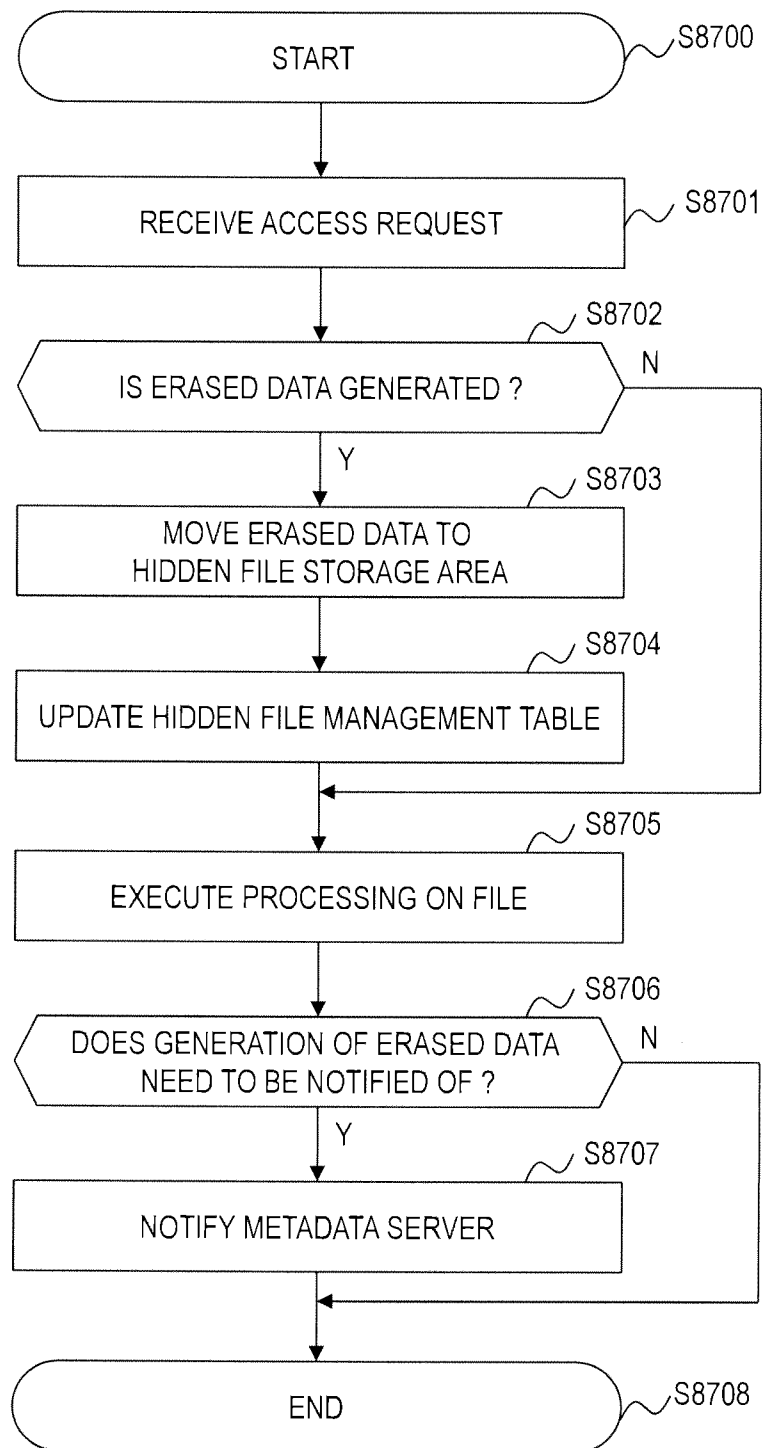 START
S8700
RECEIVE ACCESS REQUEST
S8701
S8702
IS ERASED DATA GENERATED ?
N
Y
S8703
MOVE ERASED DATA TO
HIDDEN FILE STORAGE AREA
S8704
UPDATE HIDDEN FILE MANAGEMENT TABLE
S8705
EXECUTE PROCESSING ON FILE
S8706
DOES GENERATION OF ERASED DATA
NEED TO BE NOTIFIED OF ?
N
Y
S8707
NOTIFY METADATA SERVER
END
S8708